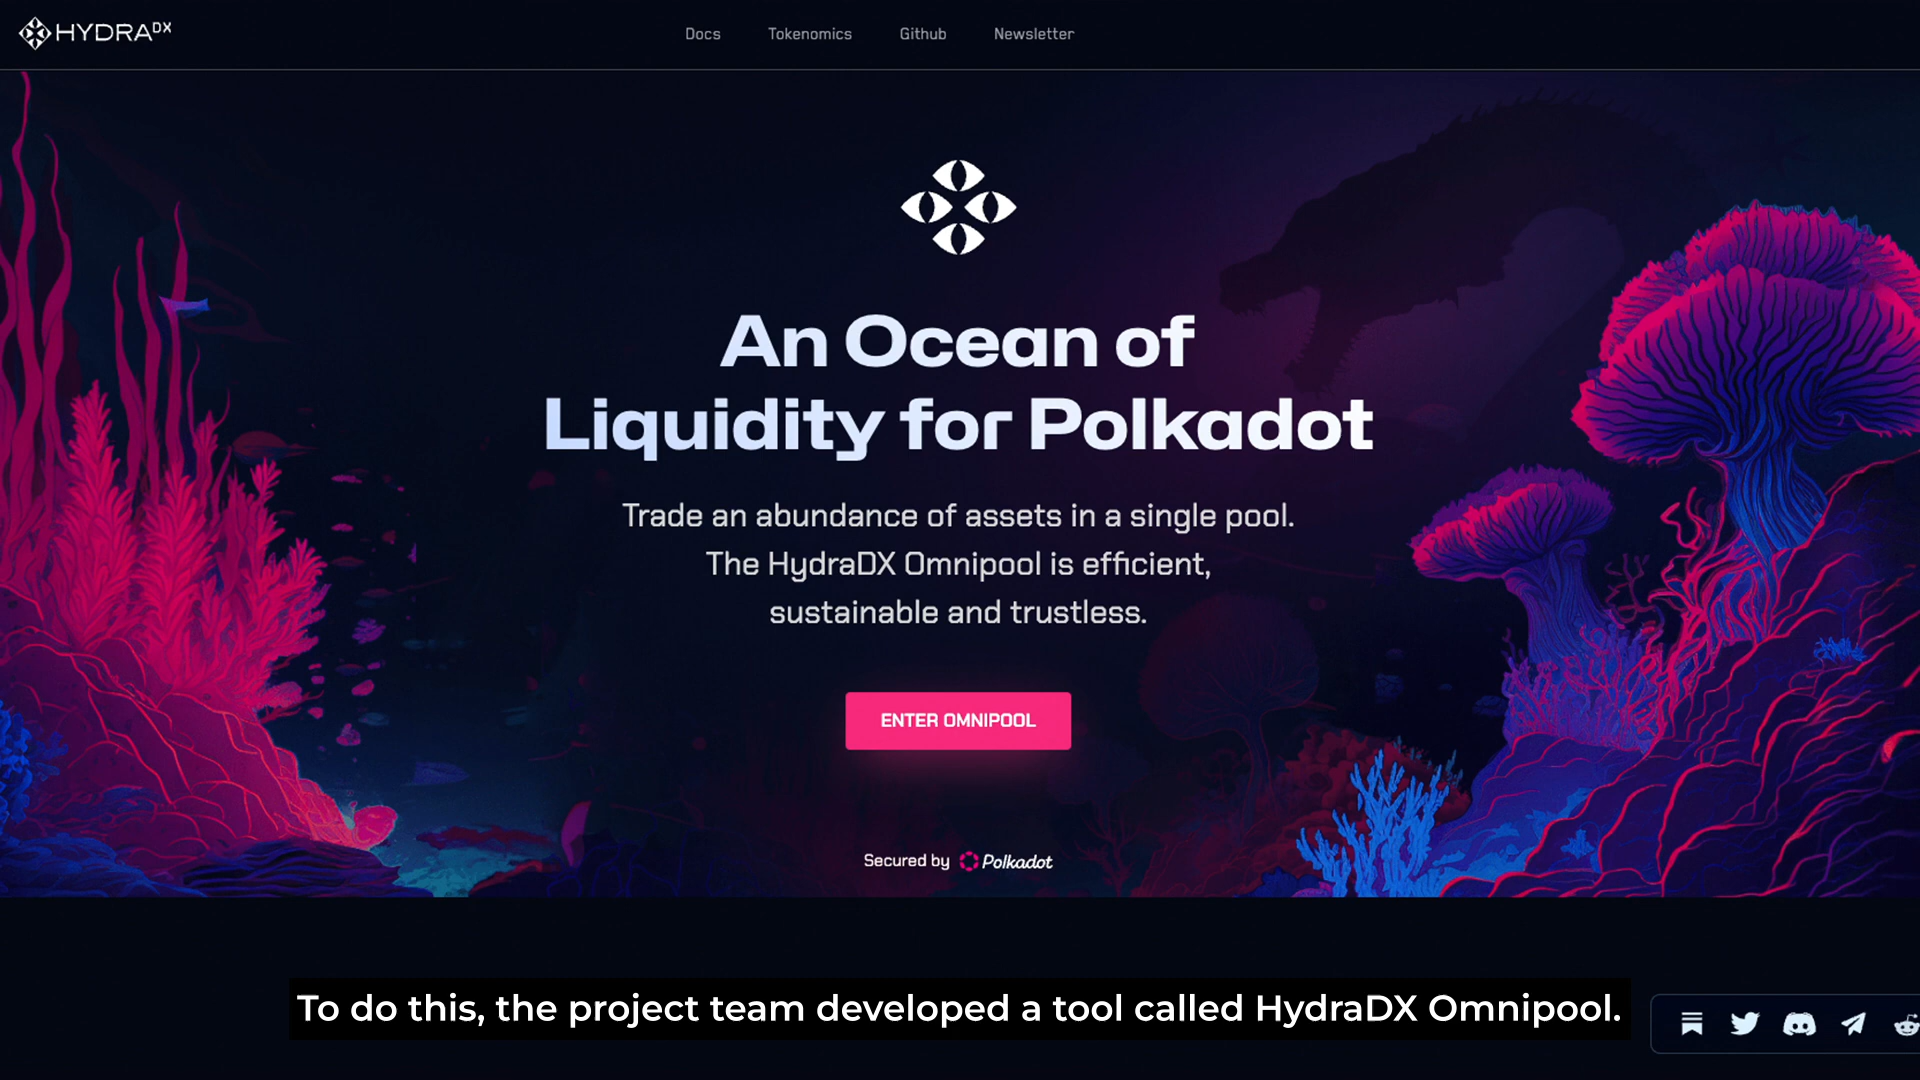 HYDRADX
Docs
Tokenomics
Github
Newsletter
An Ocean of
Liquidity for Polkadot
Trade an abundance of assets in a single pool.
The HydraDX Omnipool is efficient,
sustainable and trustless.
ENTER OMNIPOOL
Secured by Polkadot
To do this, the project team developed a tool called HydraDX Omnipool.